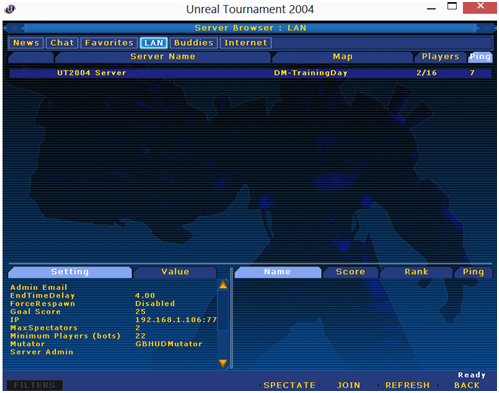 Unreal Tournament 2004
Server Browser : LAN
News Chat Favorites LAN Buddies Internet
Server Name Map Players Ping
UT2004 Server DM-TrainingDay 2/16 7
Setting Value Name Score Rank Ping
Admin Email
EndTimeDelay 4.00
ForceRespawn Disabled
Goal Score 25
IP 192.168.1.106:77
MaxSpectators 2
Minimum Players (bots) 22
Mutator GBHUDMutator
Server Admin
Ready
FILTERS SPECTATE JOIN REFRESH BACK